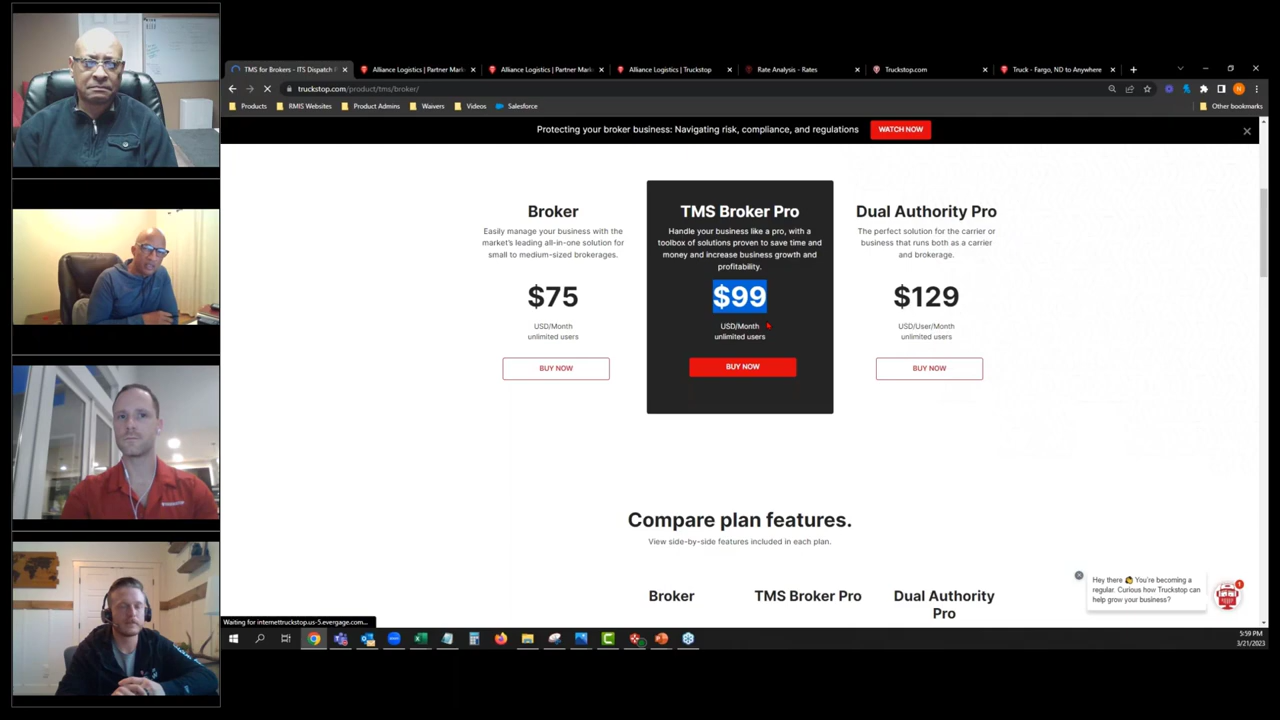 TMS for Brokers - ITS Dispatch
Alliance Logistics | Partner Mark
Alliance Logistics | Partner Mark
Alliance Logistics | Truckstop
Rate Analysis - Rates
Truckstop.com
Truck - Fargo, ND to Anywhere
truckstop.com/product/tms/broker/
Products
RMIS Websites
Product Admins
Waivers
Videos
Salesforce
Other bookmarks
Protecting your broker business: Navigating risk, compliance, and regulations
WATCH NOW
Broker
Easily manage your business with the
market's leading all-in-one solution for
small to medium-sized brokerages.
$75
USD/Month
unlimited users
BUY NOW
TMS Broker Pro
Handle your business like a pro, with a
toolbox of solutions proven to save time and
money and increase business growth and
profitability.
$99
USD/Month
unlimited users
BUY NOW
Dual Authority Pro
The perfect solution for the carrier or
business that runs both as a carrier
and brokerage.
$129
USD/User/Month
unlimited users
BUY NOW
Compare plan features.
View side-by-side features included in each plan.
Broker
TMS Broker Pro
Dual Authority
Pro
Hey there You're becoming a
regular. Curious how Truckstop can
help grow your business?
1
Waiting for internettruckstop.us-5.evergage.com...
5:59 PM
3/21/2023